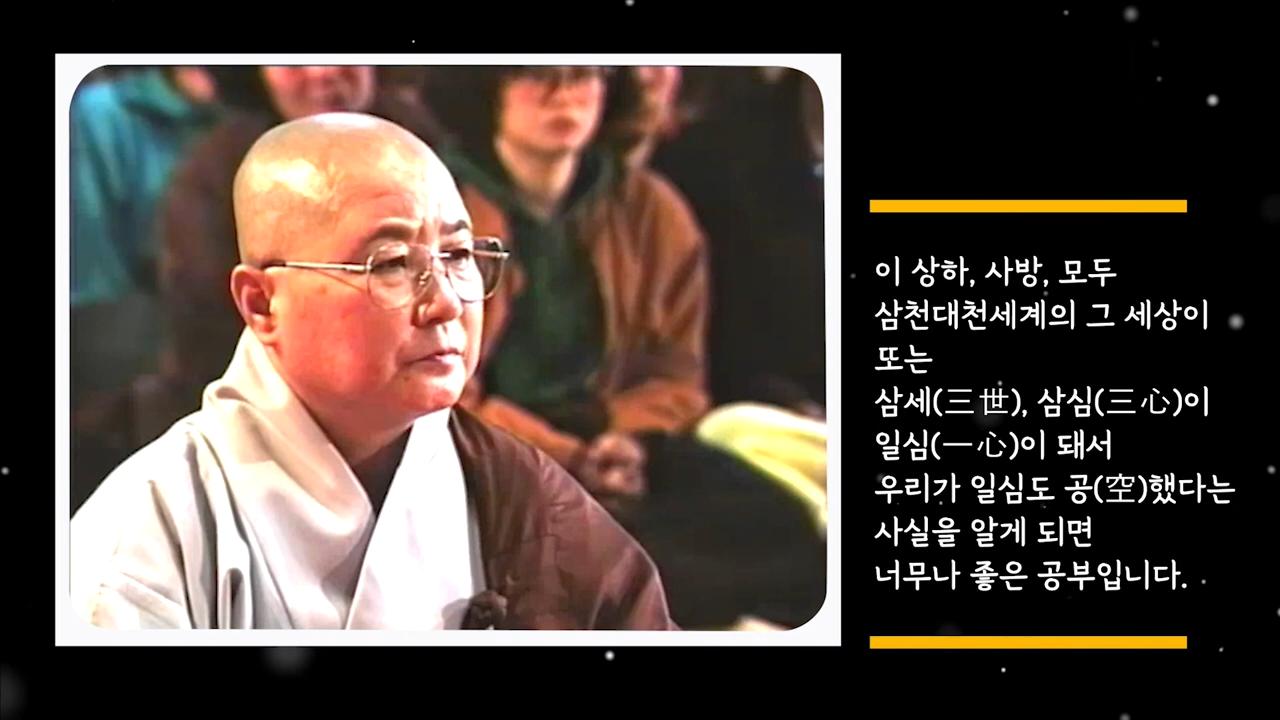 이 상하, 사방, 모두
삼천대천세계의 그 세상이
또는
삼세(三世), 삼심(三心)이
일심(一心)이 돼서
우리가 일심도 공(空)했다는
사실을 알게 되면
너무나 좋은 공부입니다.